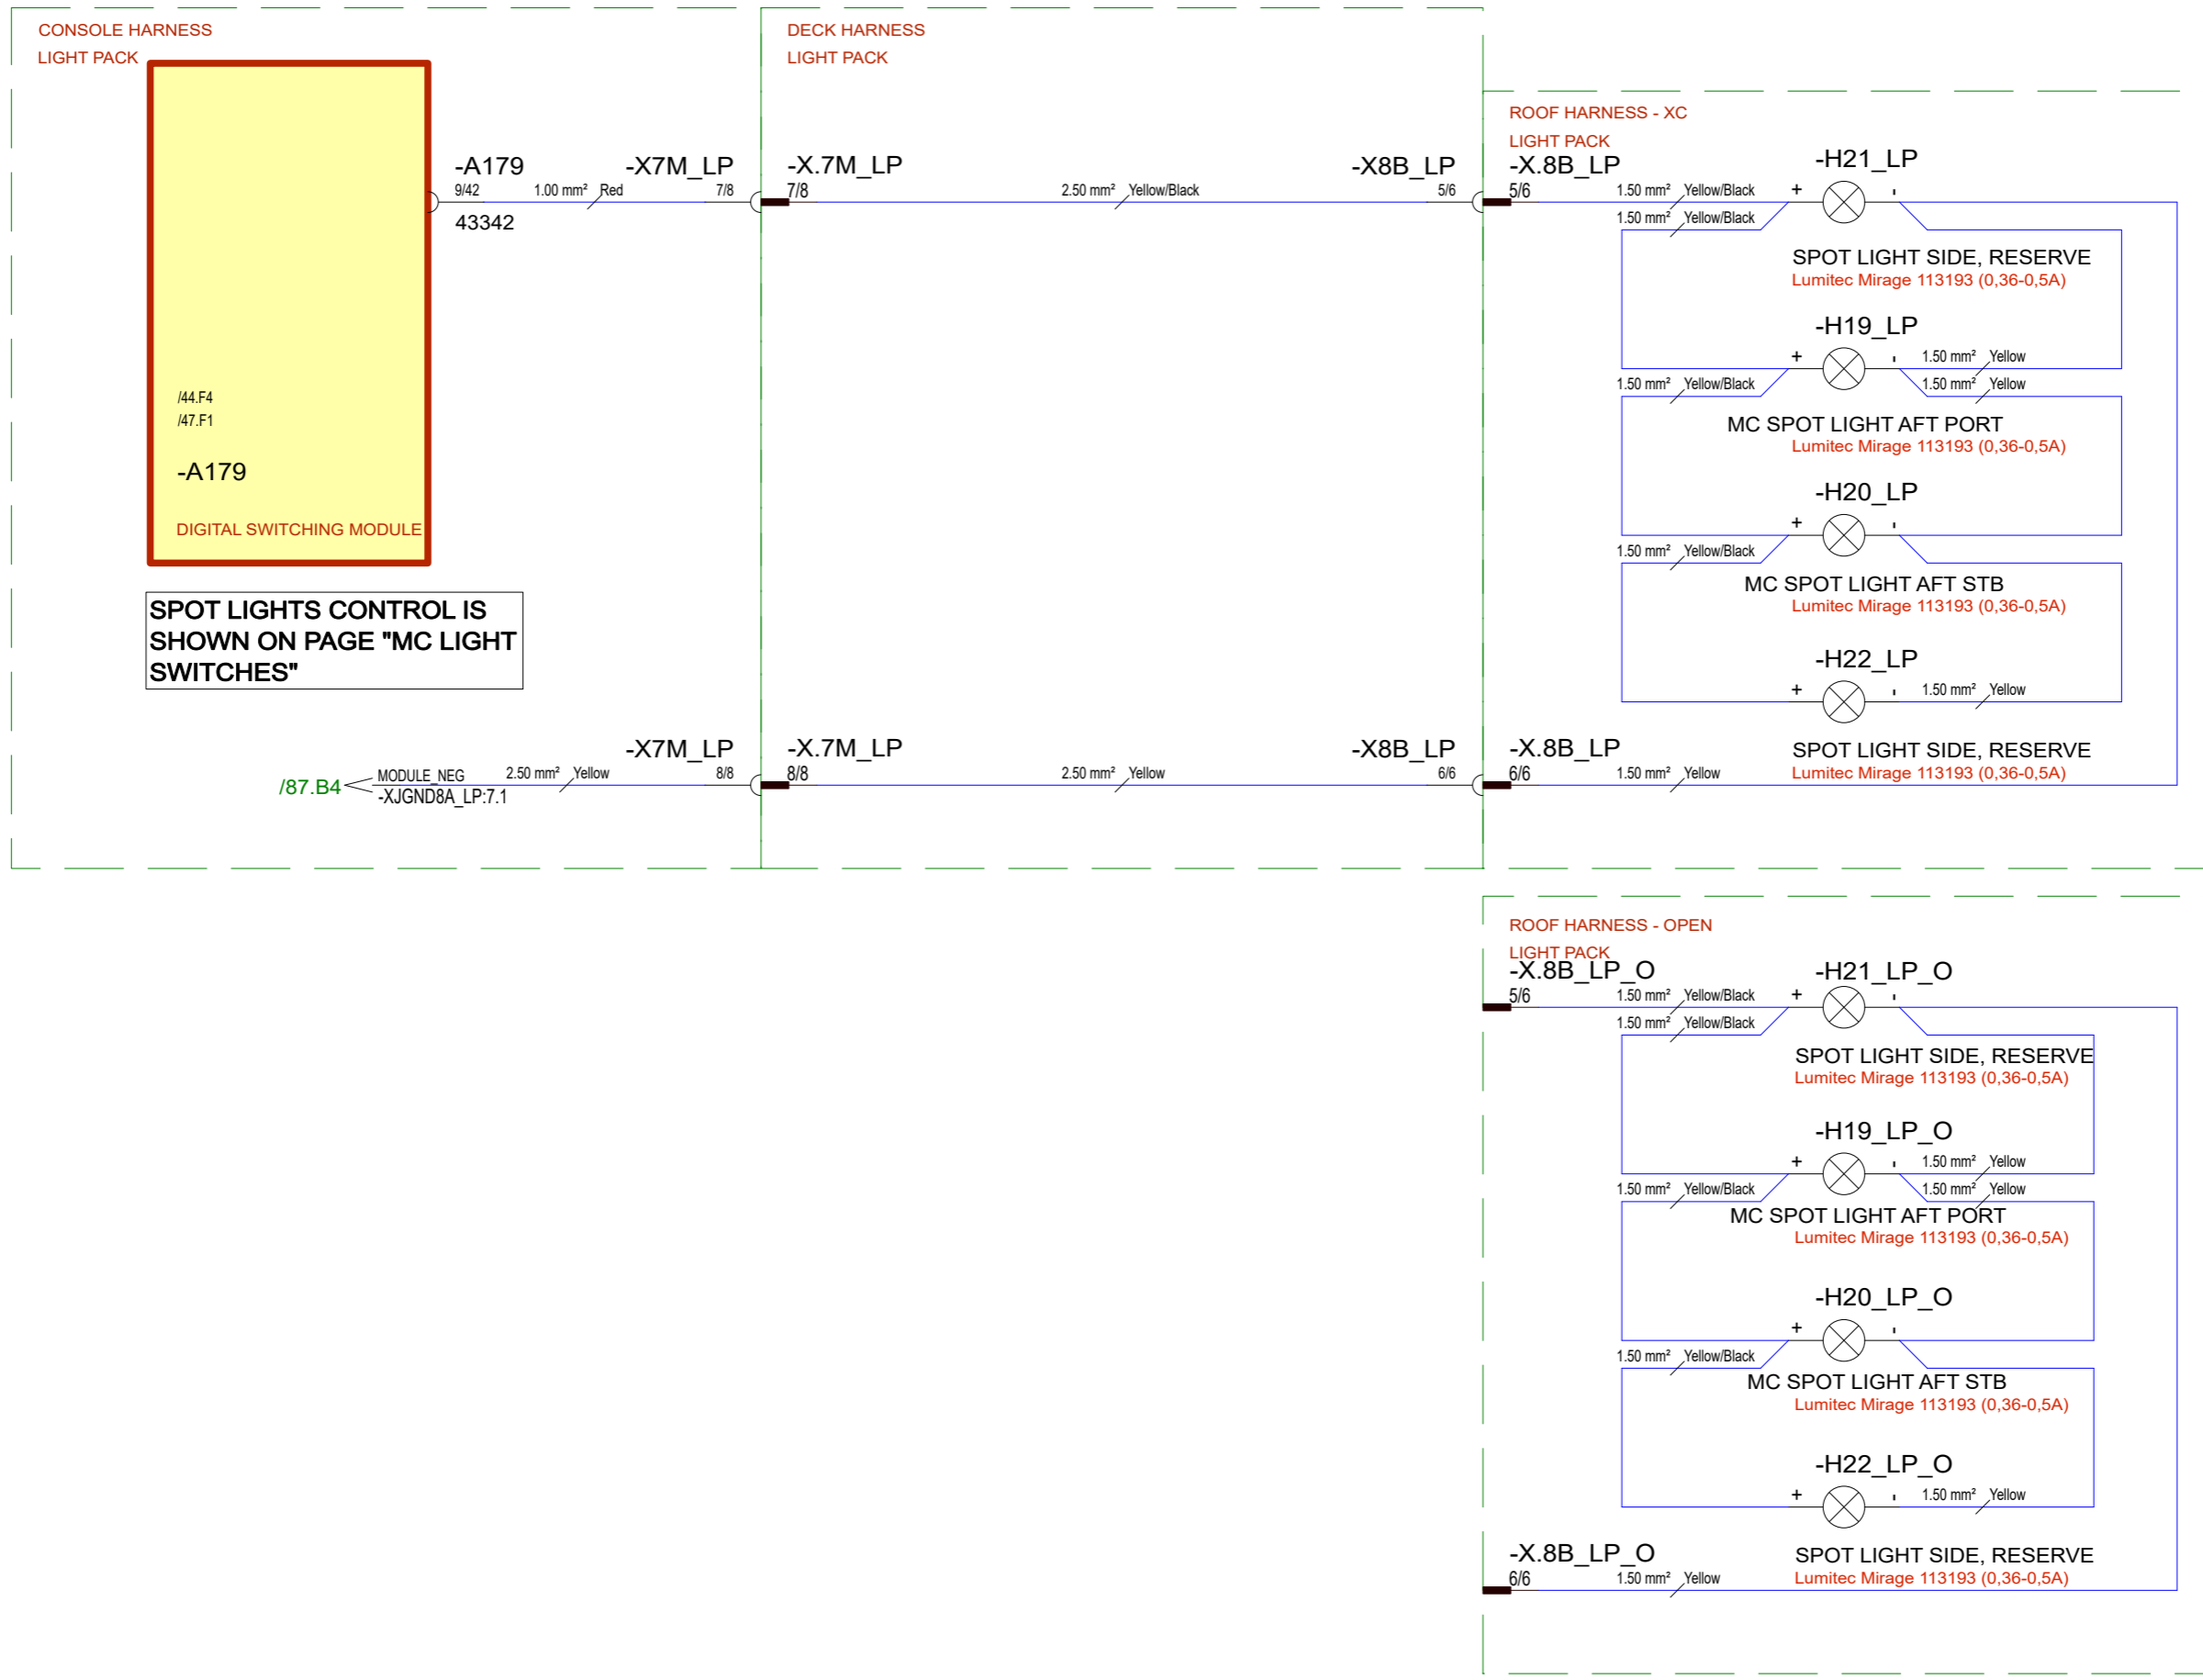 CONSOLE HARNESS
LIGHT PACK
-A179
9/42
1.00 mm² Red
43342
-X7M_LP
7/8
/44.F4
/47.F1
-A179
DIGITAL SWITCHING MODULE
SPOT LIGHTS CONTROL IS
SHOWN ON PAGE "MC LIGHT
SWITCHES"
/87.B4
MODULE_NEG
-XJGND8A_LP:7.1
2.50 mm² Yellow
-X7M_LP
8/8
DECK HARNESS
LIGHT PACK
-X.7M_LP
7/8
2.50 mm² Yellow/Black
-X8B_LP
5/6
-X.7M_LP
8/8
2.50 mm² Yellow
-X8B_LP
6/6
ROOF HARNESS - XC
LIGHT PACK
-X.8B_LP
5/6
1.50 mm² Yellow/Black
1.50 mm² Yellow/Black
-H21_LP
+ -
SPOT LIGHT SIDE, RESERVE
Lumitec Mirage 113193 (0,36-0,5A)
-H19_LP
+ -
1.50 mm² Yellow
1.50 mm² Yellow/Black
1.50 mm² Yellow
MC SPOT LIGHT AFT PORT
Lumitec Mirage 113193 (0,36-0,5A)
-H20_LP
+ -
1.50 mm² Yellow/Black
MC SPOT LIGHT AFT STB
Lumitec Mirage 113193 (0,36-0,5A)
-H22_LP
+ -
1.50 mm² Yellow
SPOT LIGHT SIDE, RESERVE
Lumitec Mirage 113193 (0,36-0,5A)
-X.8B_LP
6/6
1.50 mm² Yellow
ROOF HARNESS - OPEN
LIGHT PACK
-X.8B_LP_O
5/6
1.50 mm² Yellow/Black
1.50 mm² Yellow/Black
-H21_LP_O
+ -
SPOT LIGHT SIDE, RESERVE
Lumitec Mirage 113193 (0,36-0,5A)
-H19_LP_O
+ -
1.50 mm² Yellow
1.50 mm² Yellow/Black
1.50 mm² Yellow
MC SPOT LIGHT AFT PORT
Lumitec Mirage 113193 (0,36-0,5A)
-H20_LP_O
+ -
1.50 mm² Yellow/Black
MC SPOT LIGHT AFT STB
Lumitec Mirage 113193 (0,36-0,5A)
-H22_LP_O
+ -
1.50 mm² Yellow
SPOT LIGHT SIDE, RESERVE
Lumitec Mirage 113193 (0,36-0,5A)
-X.8B_LP_O
6/6
1.50 mm² Yellow